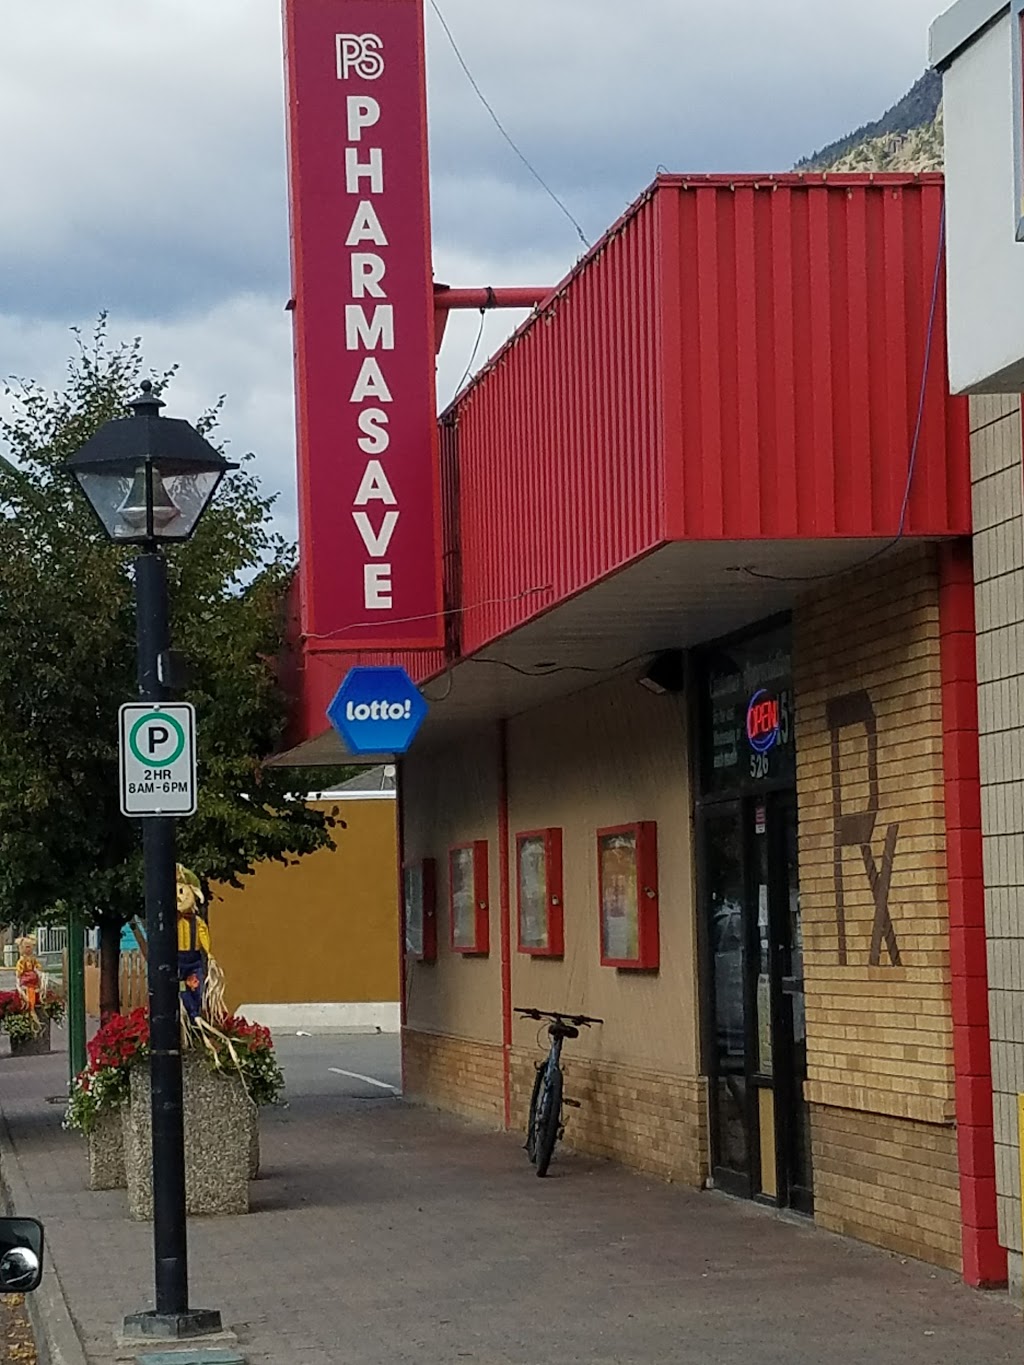 PS
PHARMASAVE
lotto!
P
2HR
8AM-6PM
OPEN
526
Rx